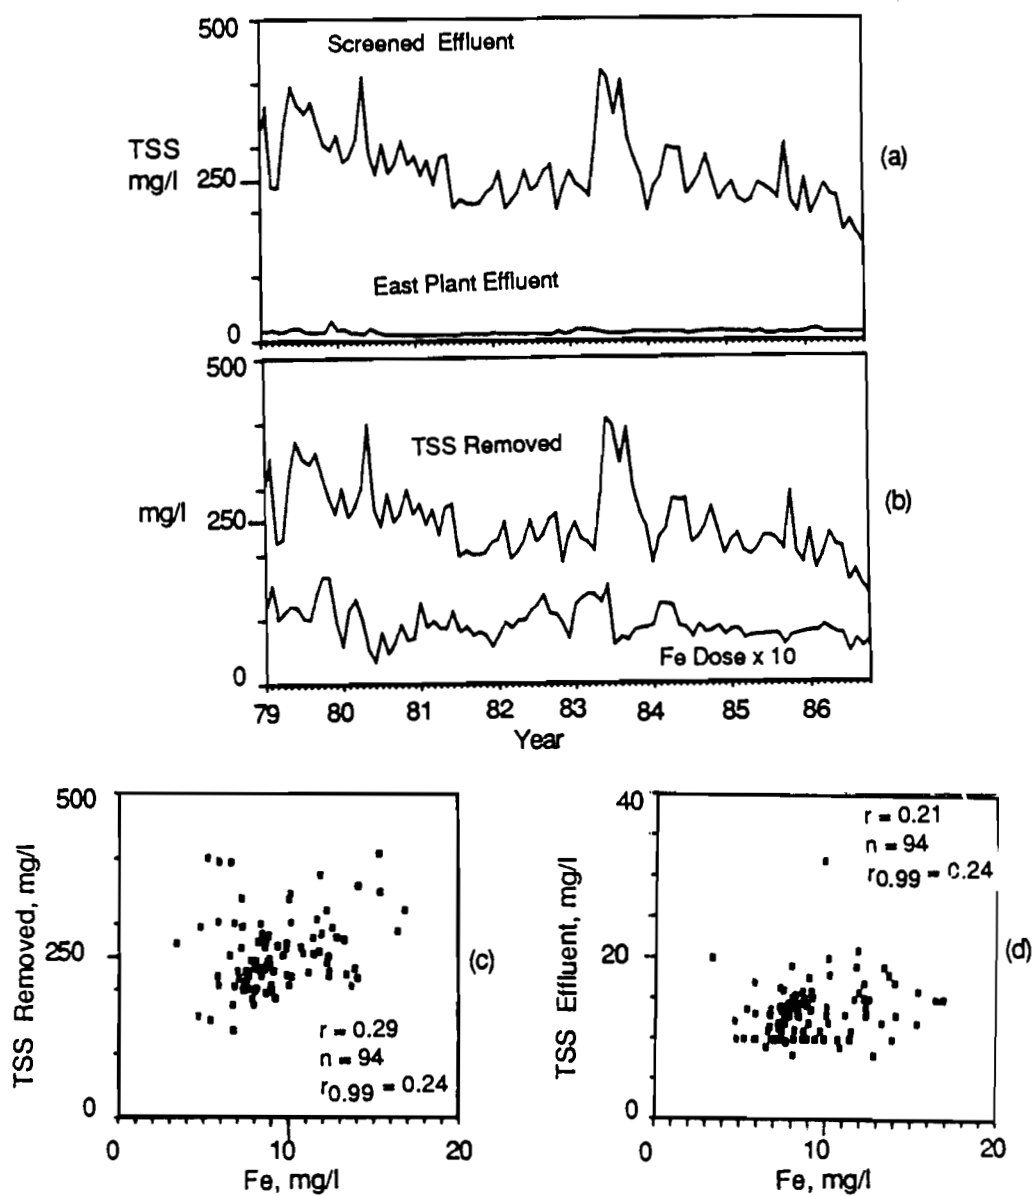 500
Screened Effluent
TSS
mg/l
250
(a)
East Plant Effluent
0
500
TSS Removed
mg/l
250
(b)
Fe Dose x 10
0
79 80 81 82 83 84 85 86
Year
500
TSS Removed, mg/l
250
(c)
r = 0.29
n = 94
r0.99 = 0.24
0
0 10 20
Fe, mg/l
40
r = 0.21
n = 94
r0.99 = 0.24
TSS Effluent, mg/l
20
(d)
0
0 10 20
Fe, mg/l